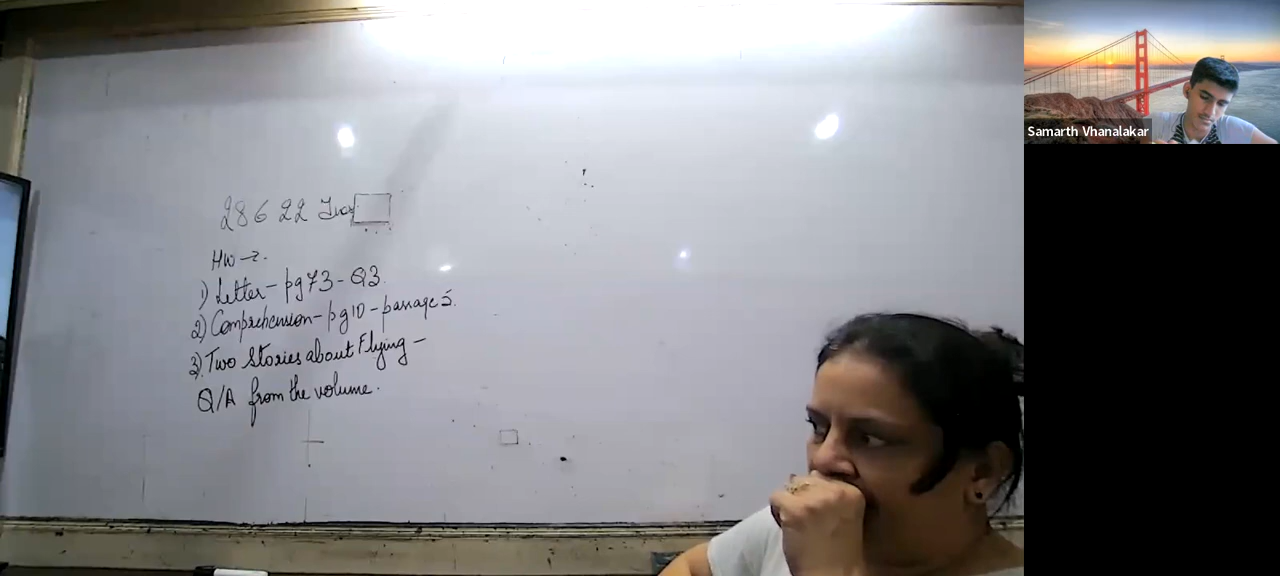 28 6 22
HW →
1) Letter - pg 73 - Q3.
2) Comprehension - pg 10 - passage 5.
3) Two Stories about Flying -
Q/A from the volume.
Samarth Vhanalakar